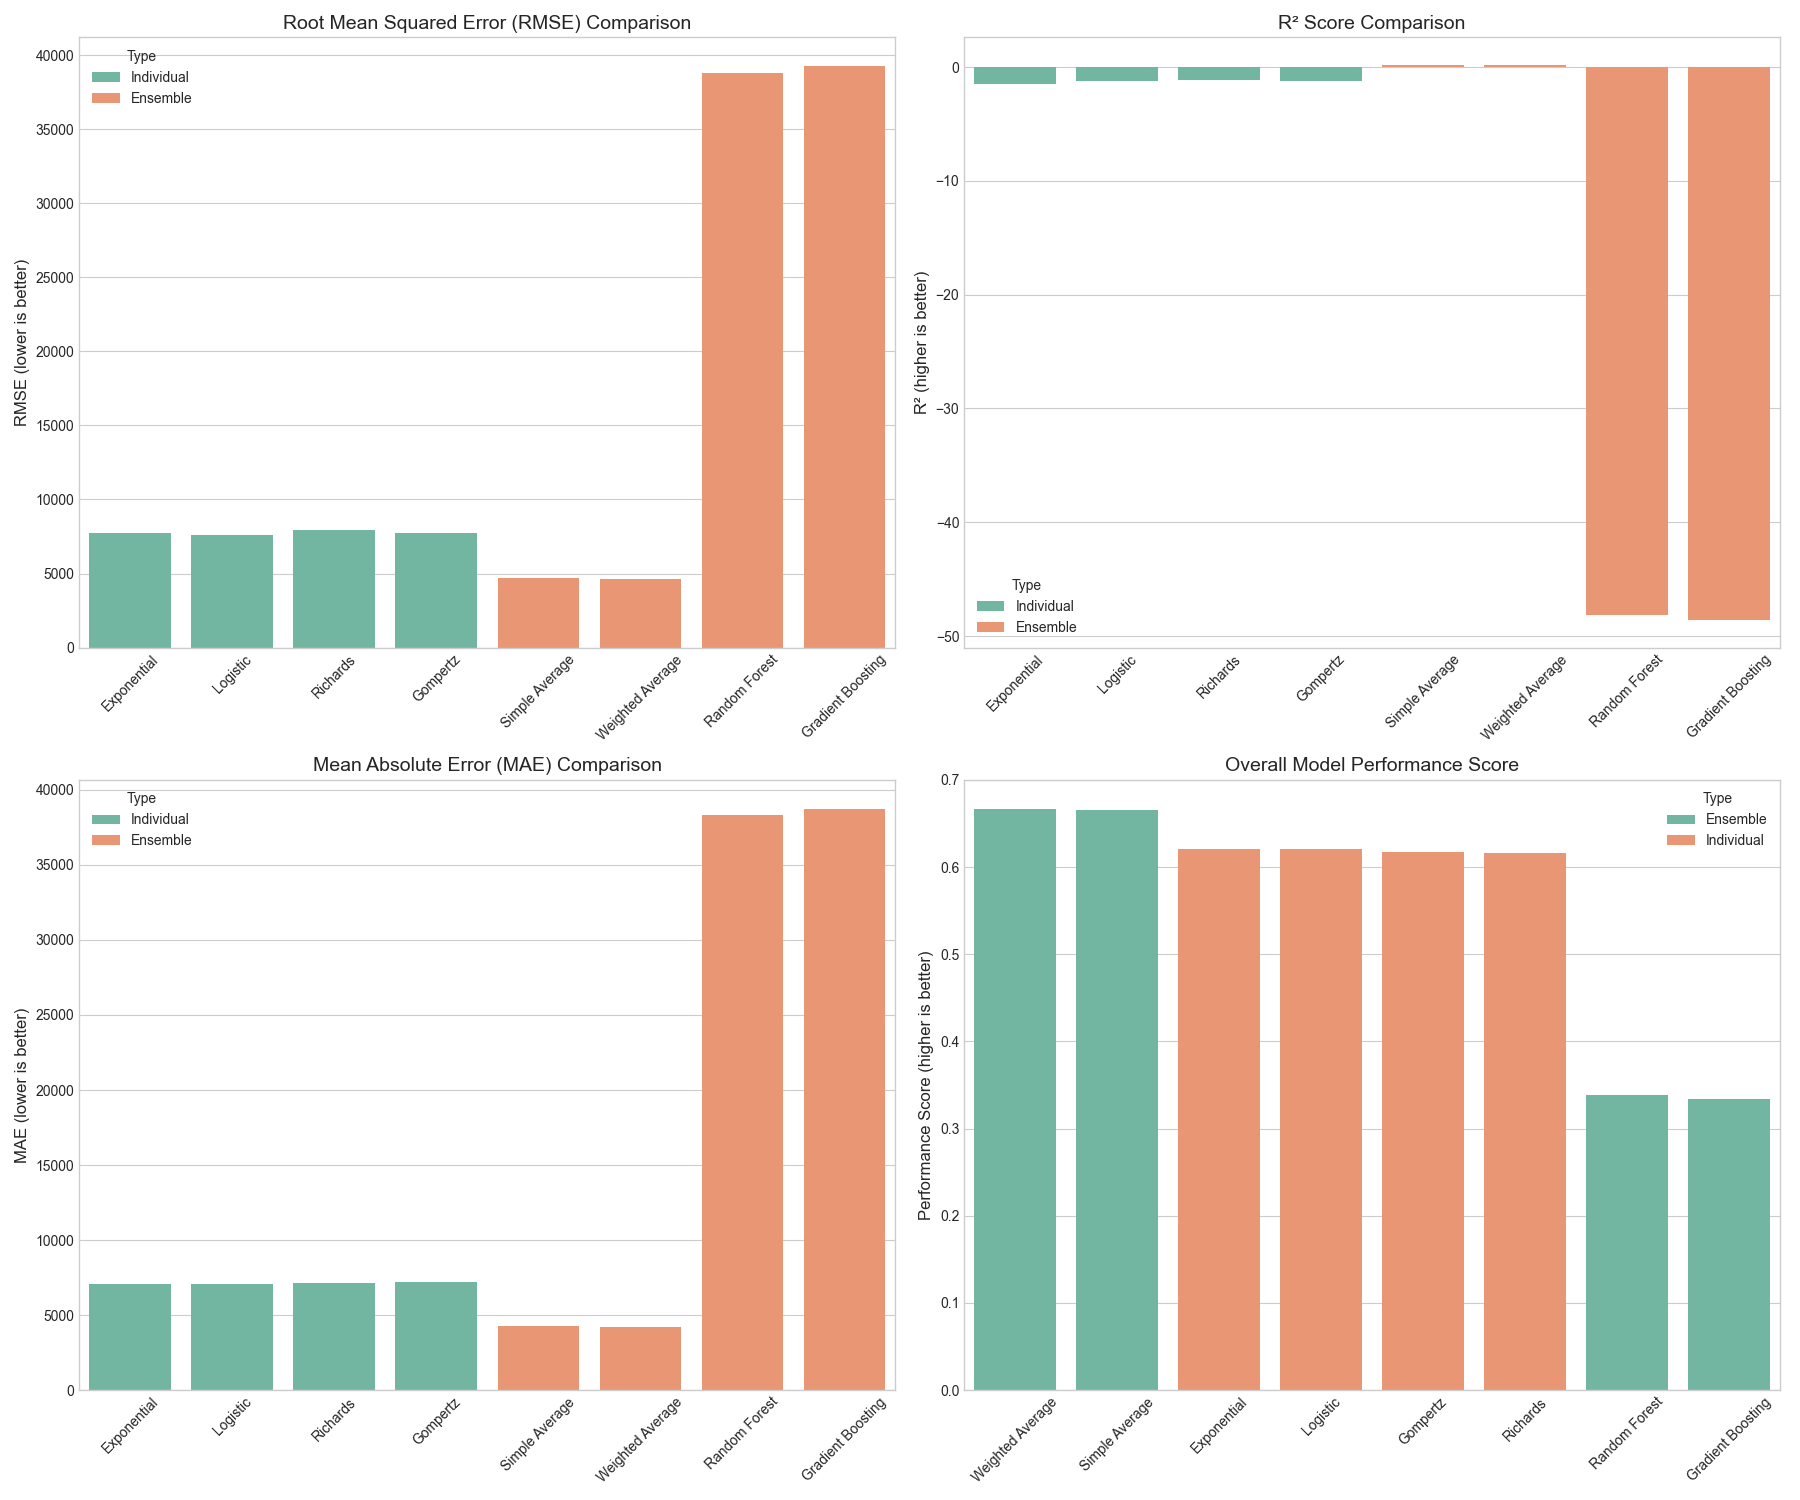 Root Mean Squared Error (RMSE) Comparison
RMSE (lower is better)
40000
35000
30000
25000
20000
15000
10000
5000
0
Type
Individual
Ensemble
Exponential
Logistic
Richards
Gompertz
Simple Average
Weighted Average
Random Forest
Gradient Boosting
R² Score Comparison
R² (higher is better)
0
−10
−20
−30
−40
−50
Type
Individual
Ensemble
Exponential
Logistic
Richards
Gompertz
Simple Average
Weighted Average
Random Forest
Gradient Boosting
Mean Absolute Error (MAE) Comparison
MAE (lower is better)
40000
35000
30000
25000
20000
15000
10000
5000
0
Type
Individual
Ensemble
Exponential
Logistic
Richards
Gompertz
Simple Average
Weighted Average
Random Forest
Gradient Boosting
Overall Model Performance Score
Performance Score (higher is better)
0.7
0.6
0.5
0.4
0.3
0.2
0.1
0.0
Type
Ensemble
Individual
Weighted Average
Simple Average
Exponential
Logistic
Gompertz
Richards
Random Forest
Gradient Boosting